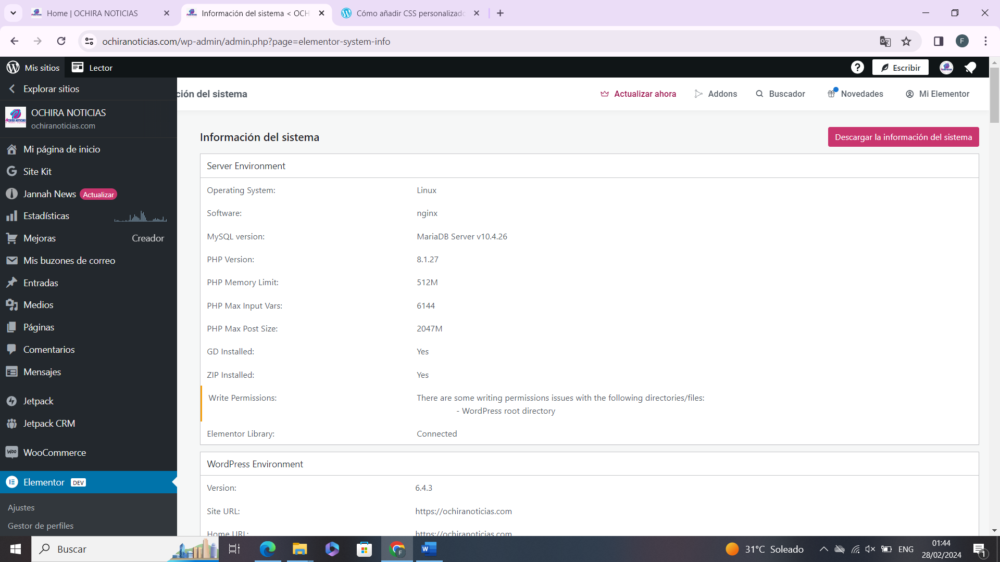 Home | OCHIRA NOTICIAS
Información del sistema < OCH
Cómo añadir CSS personalizado
ochiranoticias.com/wp-admin/admin.php?page=elementor-system-info
F
Mis sitios
Lector
?
Escribir
Explorar sitios
ción del sistema
Actualizar ahora
Addons
Buscador
Novedades
Mi Elementor
OCHIRA NOTICIAS
ochiranoticias.com
Mi página de inicio
Site Kit
Jannah News Actualizar
Estadísticas
Mejoras Creador
Mis buzones de correo
Entradas
Medios
Páginas
Comentarios
Mensajes
Jetpack
Jetpack CRM
WooCommerce
Elementor DEV
Ajustes
Gestor de perfiles
Información del sistema
Descargar la información del sistema
Server Environment
Operating System: Linux
Software: nginx
MySQL version: MariaDB Server v10.4.26
PHP Version: 8.1.27
PHP Memory Limit: 512M
PHP Max Input Vars: 6144
PHP Max Post Size: 2047M
GD Installed: Yes
ZIP Installed: Yes
Write Permissions: There are some writing permissions issues with the following directories/files:
- WordPress root directory
Elementor Library: Connected
WordPress Environment
Version: 6.4.3
Site URL: https://ochiranoticias.com
Home URL: https://ochiranoticias.com
Buscar
31°C Soleado
ENG
01:44
28/02/2024
1